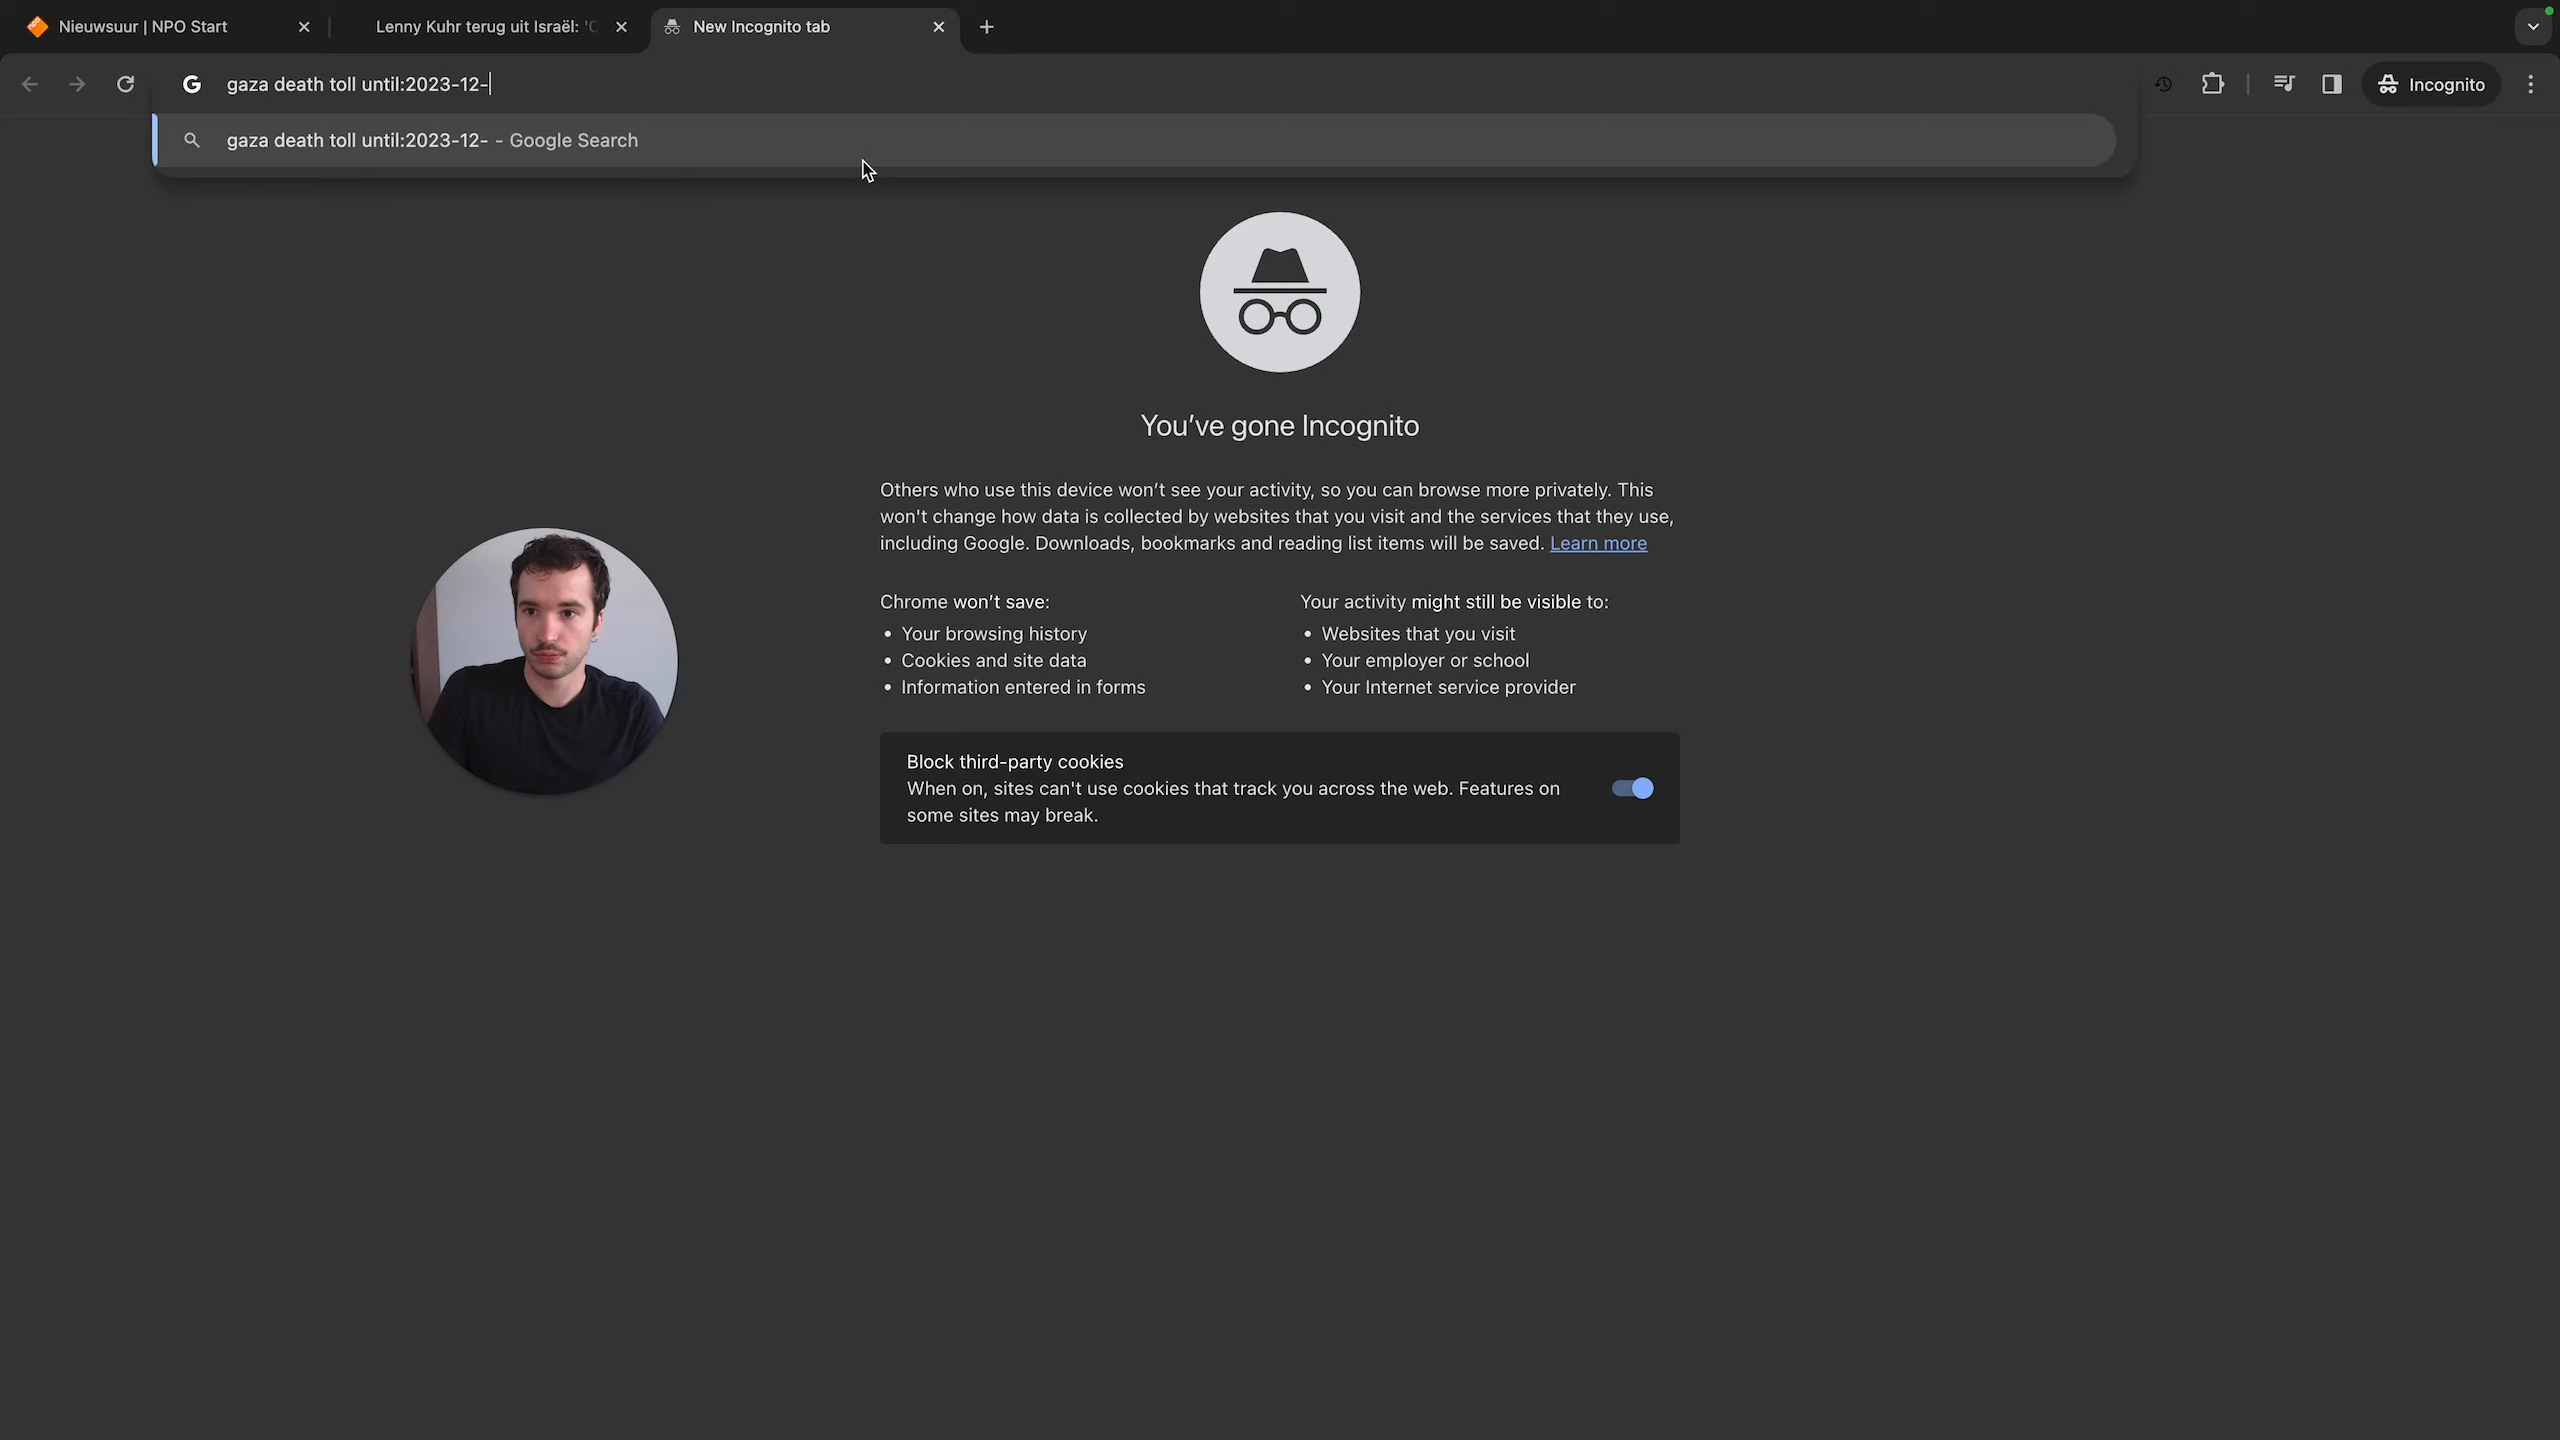 Nieuwsuur | NPO Start
Lenny Kuhr terug uit Israël: 'C
New Incognito tab
gaza death toll until:2023-12-
Incognito
gaza death toll until:2023-12- - Google Search
You've gone Incognito
Others who use this device won't see your activity, so you can browse more privately. This
won't change how data is collected by websites that you visit and the services that they use,
including Google. Downloads, bookmarks and reading list items will be saved. Learn more
Chrome won't save:
• Your browsing history
• Cookies and site data
• Information entered in forms
Your activity might still be visible to:
• Websites that you visit
• Your employer or school
• Your Internet service provider
Block third-party cookies
When on, sites can't use cookies that track you across the web. Features on
some sites may break.